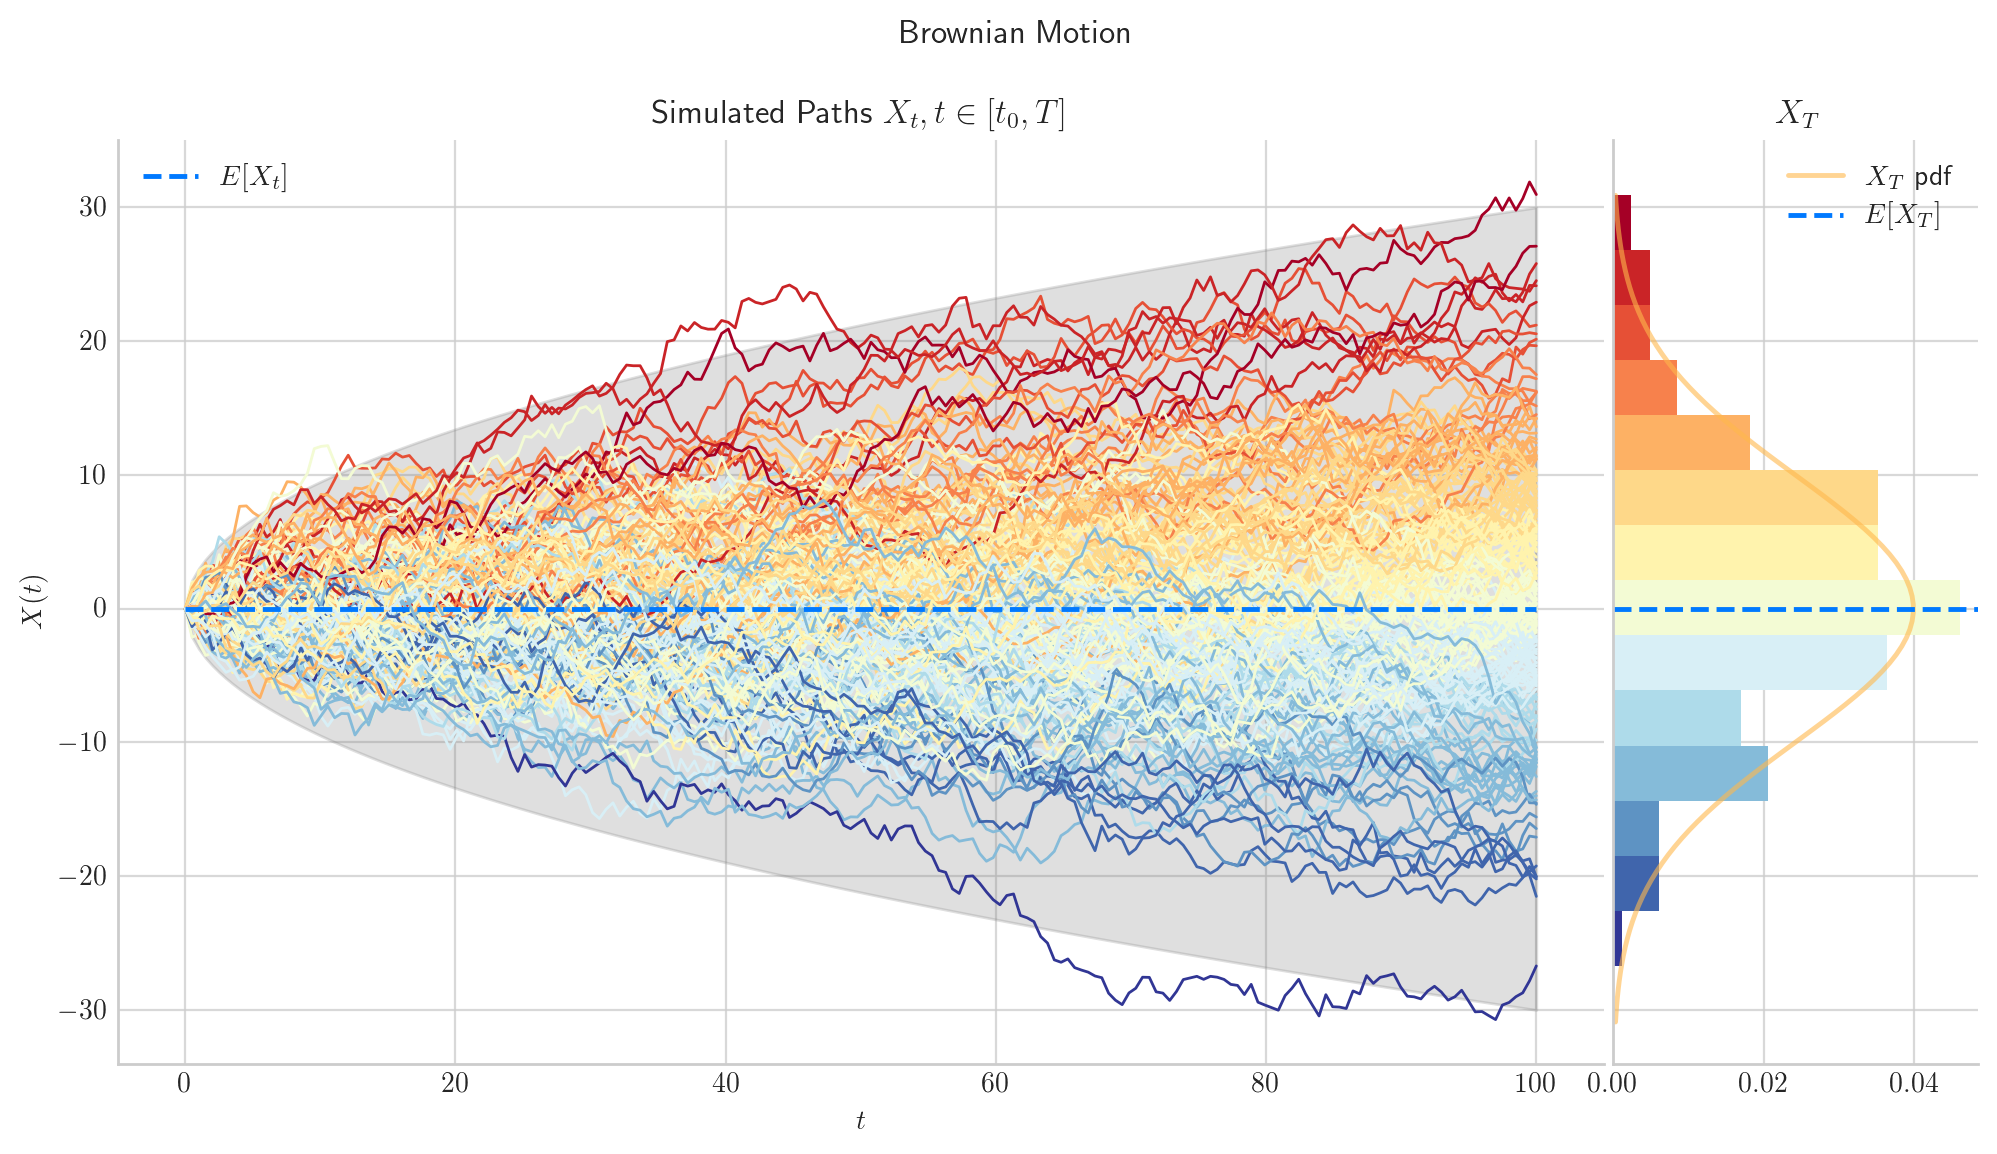 Brownian Motion
Simulated Paths $X_t, t \in [t_0, T]$
$X_T$
$E[X_t]$
$X_T$ pdf
$E[X_T]$
30
20
10
0
−10
−20
−30
$X(t)$
0
20
40
60
80
100
0.00
0.02
0.04
$t$